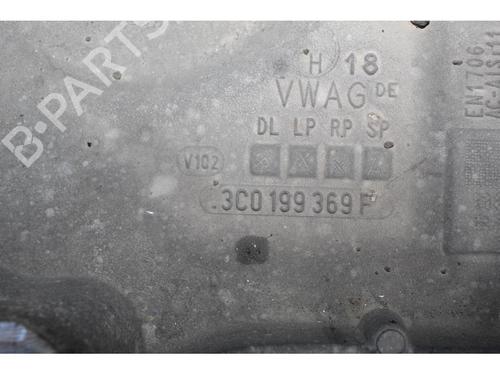 B-PARTS
H 18
VWAG DE
DL LP RP SP
V102
3C0 199 369 F
EN1706